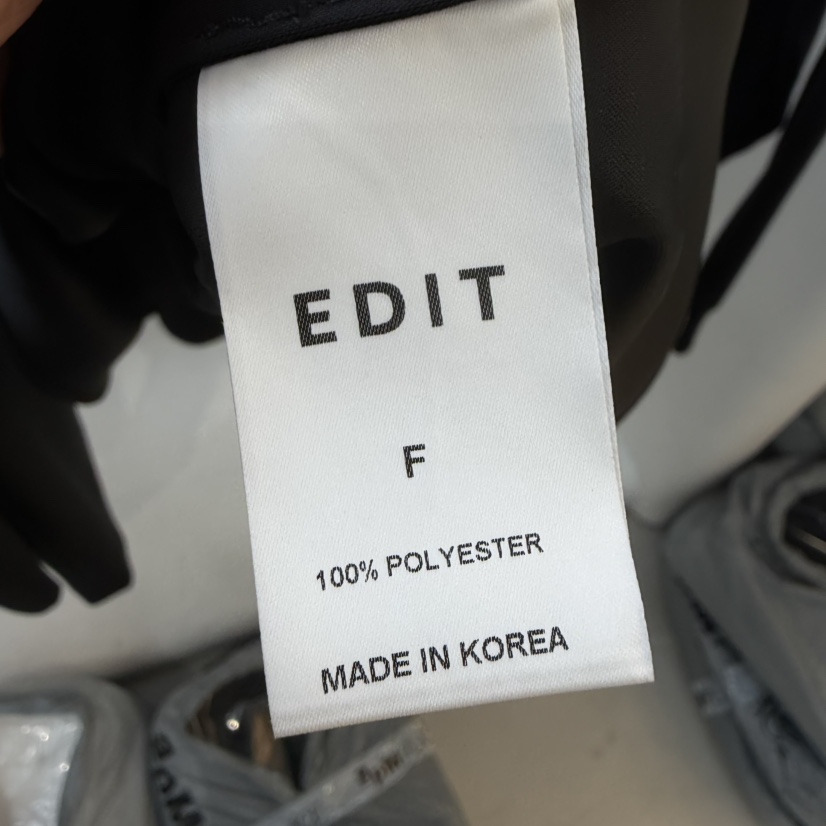 EDIT
F
100% POLYESTER
MADE IN KOREA